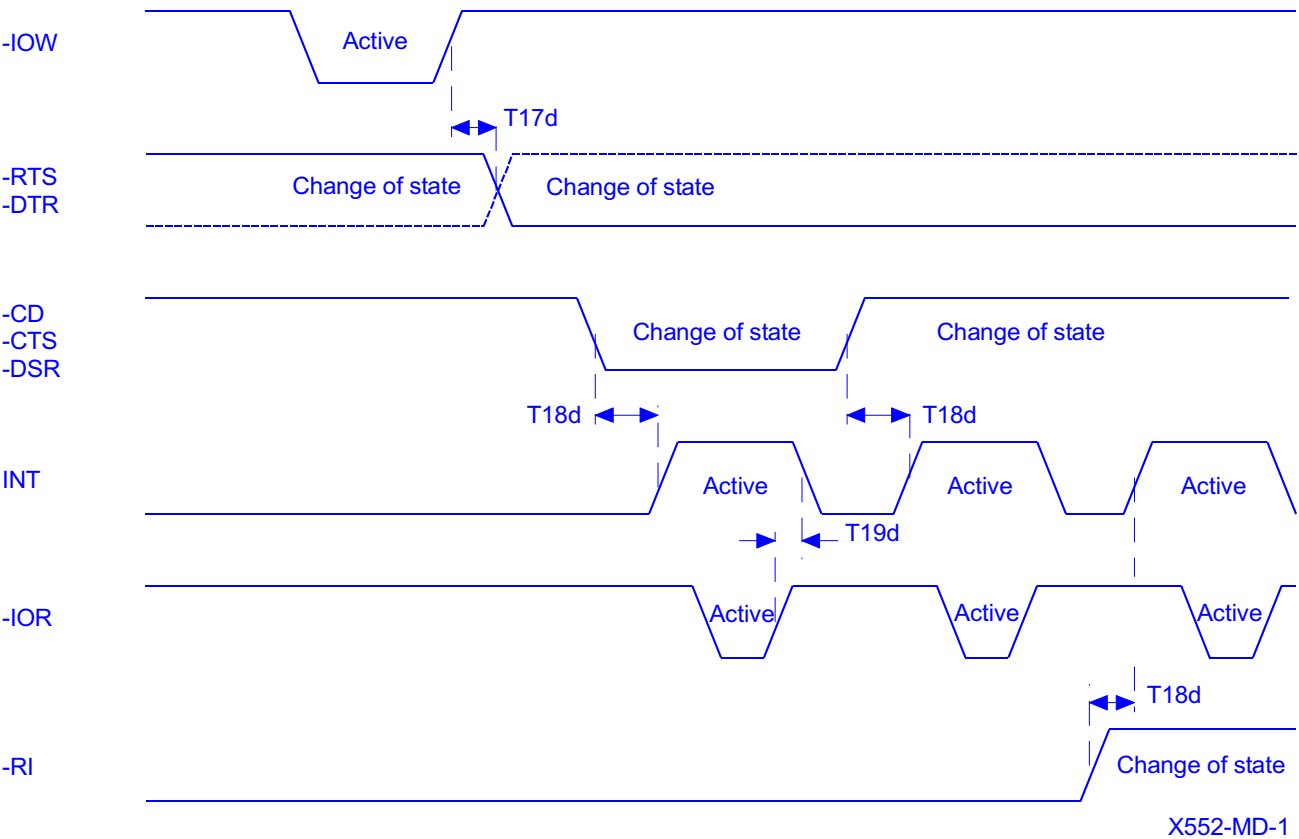 -IOW
Active
T17d
-RTS
-DTR
Change of state
Change of state
-CD
-CTS
-DSR
Change of state
Change of state
T18d
T18d
INT
Active
Active
Active
T19d
-IOR
Active
Active
Active
T18d
-RI
Change of state
X552-MD-1